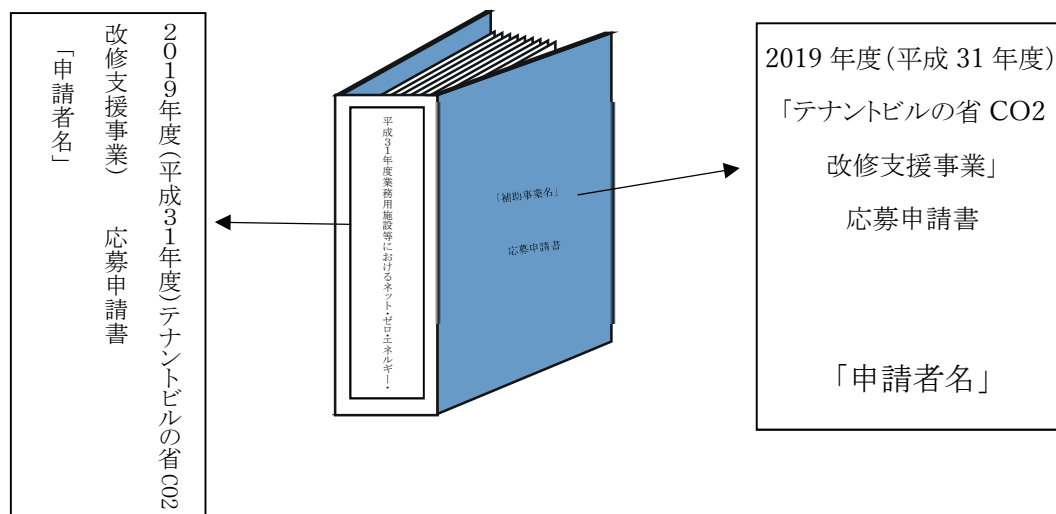 2019年度(平成31年度)テナントビルの省CO2
改修支援事業) 応募申請書
「申請者名」
平成31年度業務用施設等におけるネット・ゼロ・エネルギー・
「補助事業名」
応募申請書
2019 年度(平成 31 年度)
「テナントビルの省 CO2
改修支援事業」
応募申請書
「申請者名」